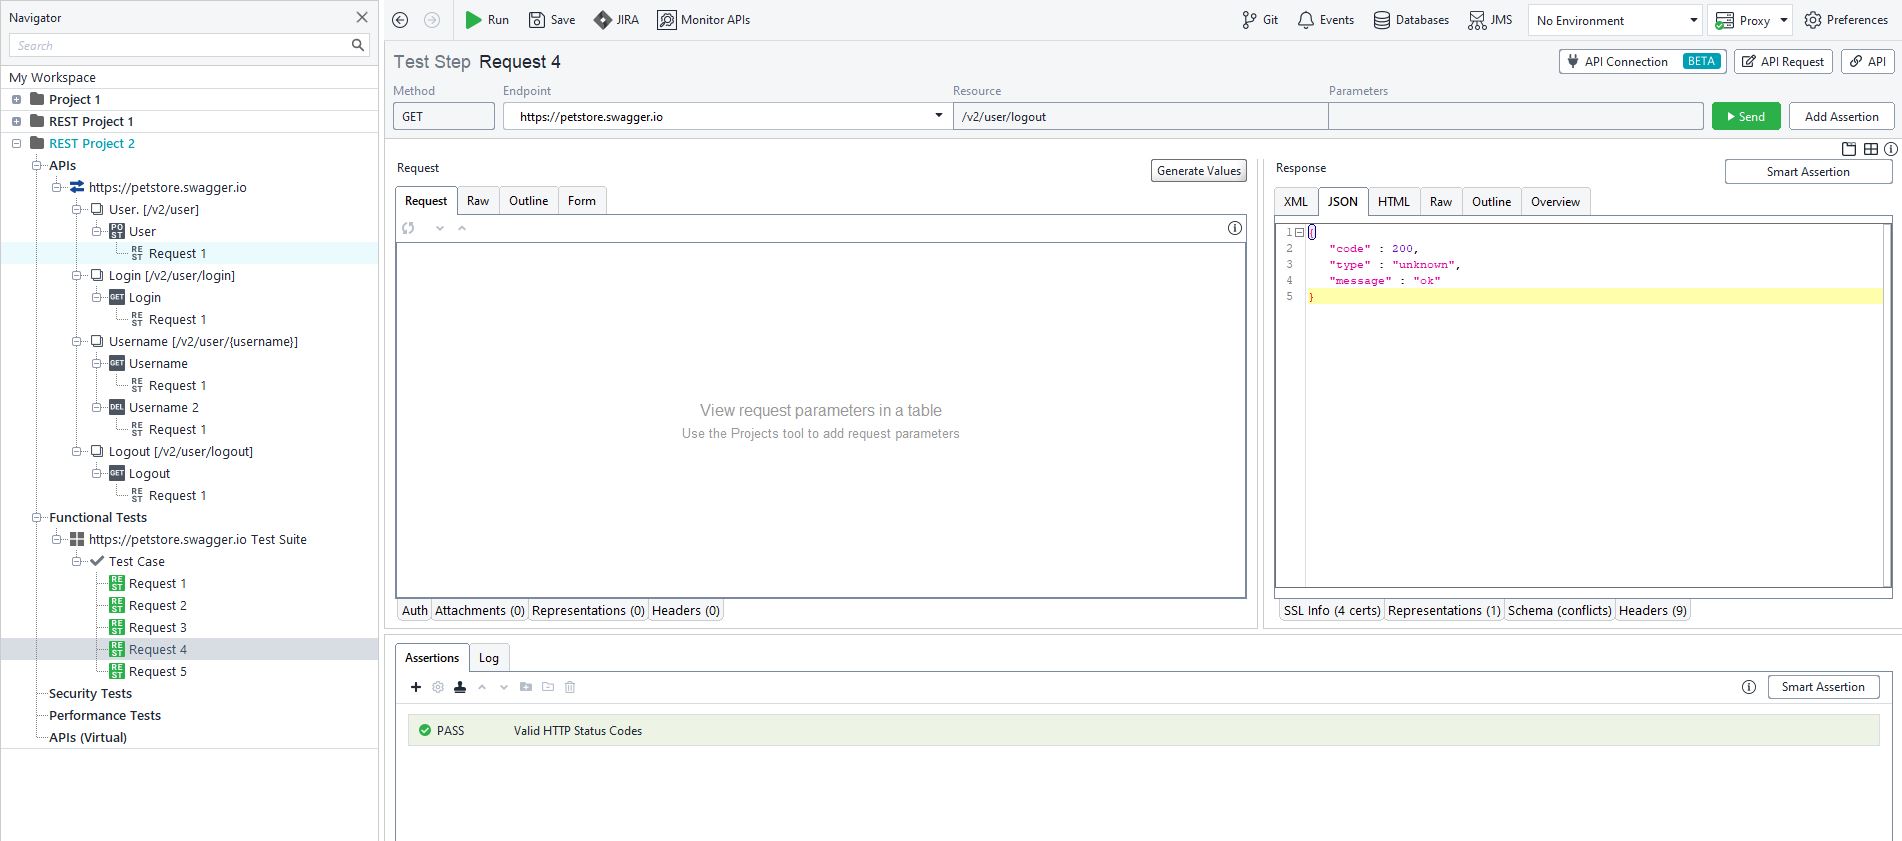 Navigator
Search
My Workspace
Project 1
REST Project 1
REST Project 2
APIs
https://petstore.swagger.io
User. [/v2/user]
POST User
REST Request 1
Login [/v2/user/login]
GET Login
REST Request 1
Username [/v2/user/{username}]
GET Username
REST Request 1
DEL Username 2
REST Request 1
Logout [/v2/user/logout]
GET Logout
REST Request 1
Functional Tests
https://petstore.swagger.io Test Suite
Test Case
REST Request 1
REST Request 2
REST Request 3
REST Request 4
REST Request 5
Security Tests
Performance Tests
APIs (Virtual)
Run Save JIRA Monitor APIs Git Events Databases JMS No Environment Proxy Preferences
Test Step Request 4 API Connection BETA API Request API
Method Endpoint Resource Parameters
GET https://petstore.swagger.io /v2/user/logout Send Add Assertion
Request Generate Values
Request Raw Outline Form
View request parameters in a table
Use the Projects tool to add request parameters
Auth Attachments (0) Representations (0) Headers (0)
Response Smart Assertion
XML JSON HTML Raw Outline Overview
1 {
2 "code" : 200,
3 "type" : "unknown",
4 "message" : "ok"
5 }
SSL Info (4 certs) Representations (1) Schema (conflicts) Headers (9)
Assertions Log
Smart Assertion
PASS Valid HTTP Status Codes